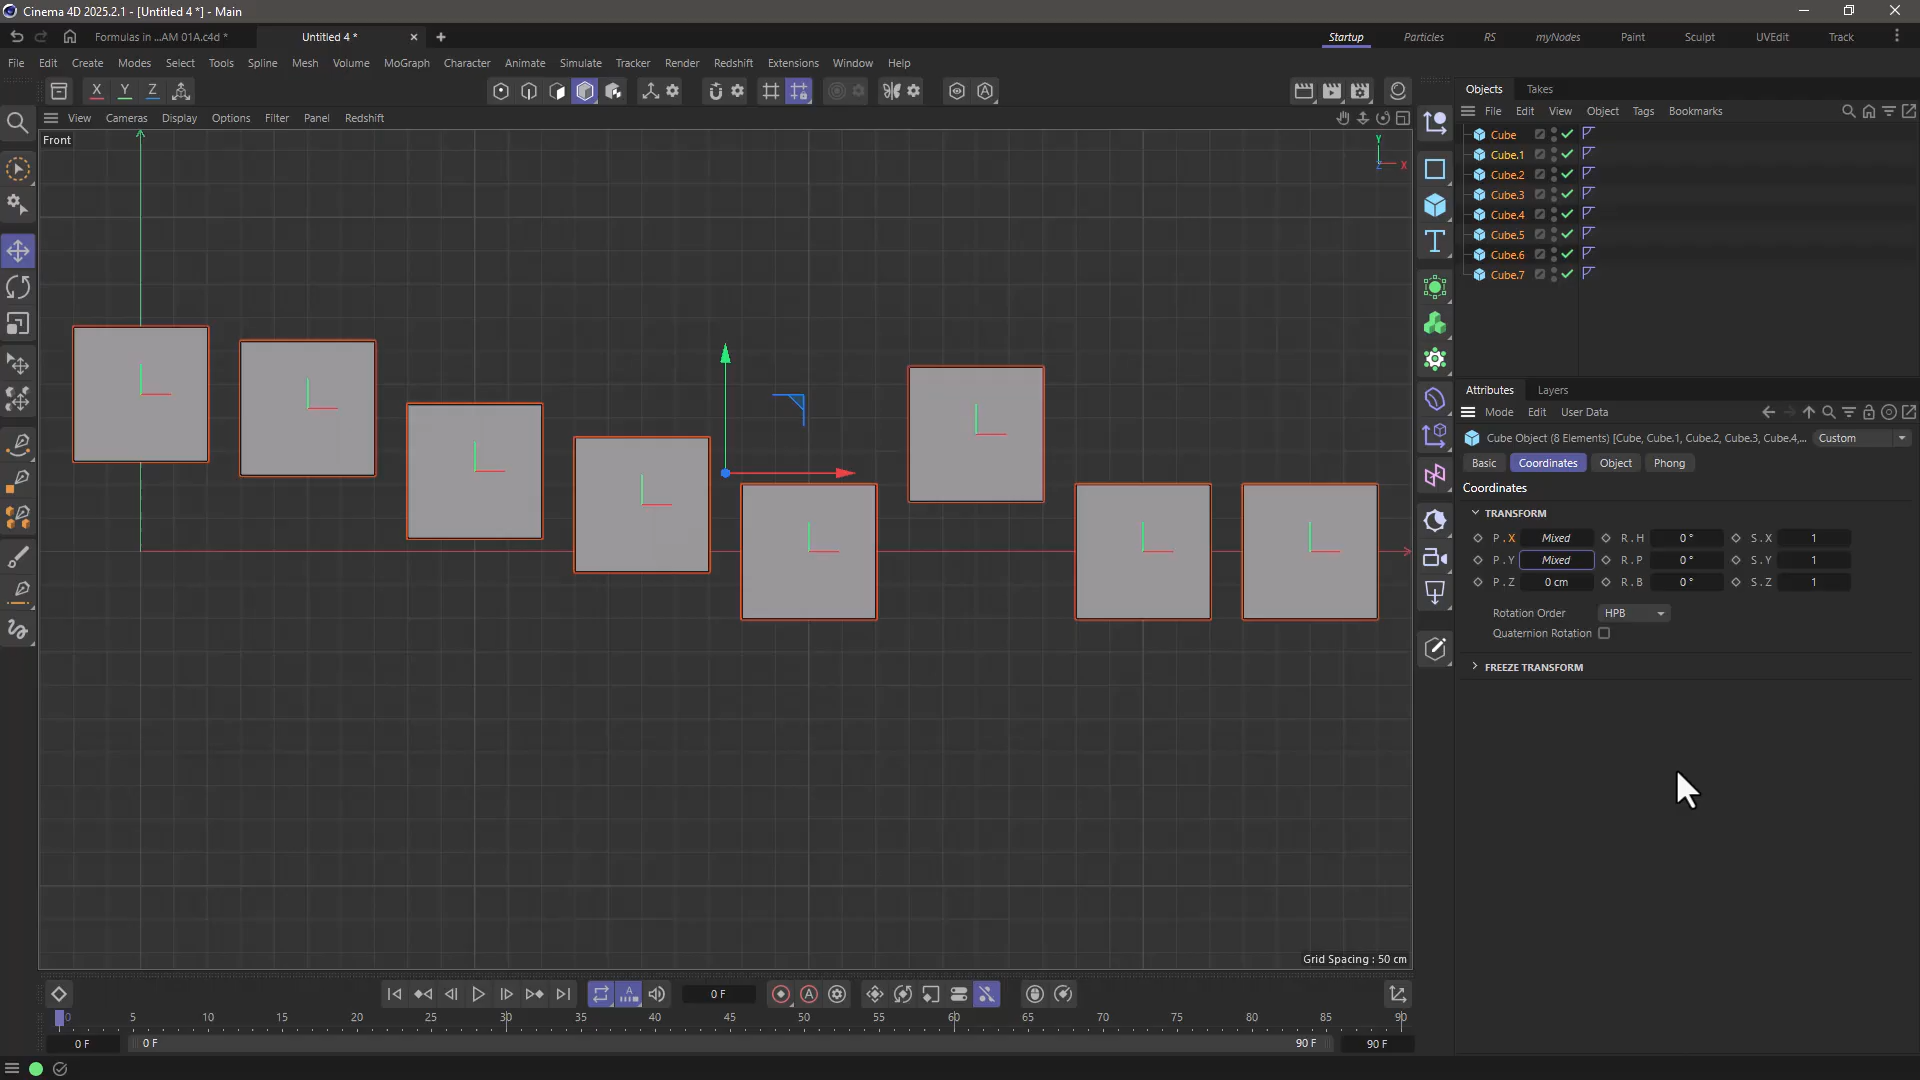 Cinema 4D 2025.2.1 - [Untitled 4 *] - Main
Formulas in ...AM 01A.c4d *
Untitled 4 *
Startup
Particles
RS
myNodes
Paint
Sculpt
UVEdit
Track
File Edit Create Modes Select Tools Spline Mesh Volume MoGraph Character Animate Simulate Tracker Render Redshift Extensions Window Help
X Y Z
Objects Takes
File Edit View Object Tags Bookmarks
View Cameras Display Options Filter Panel Redshift
Front
Y
X
Z
Cube
Cube.1
Cube.2
Cube.3
Cube.4
Cube.5
Cube.6
Cube.7
Attributes Layers
Mode Edit User Data
Cube Object (8 Elements) [Cube, Cube.1, Cube.2, Cube.3, Cube.4,... Custom
Basic Coordinates Object Phong
Coordinates
TRANSFORM
P . X Mixed R . H 0 ° S . X 1
P . Y Mixed R . P 0 ° S . Y 1
P . Z 0 cm R . B 0 ° S . Z 1
Rotation Order HPB
Quaternion Rotation
FREEZE TRANSFORM
Grid Spacing : 50 cm
0 F
0 5 10 15 20 25 30 35 40 45 50 55 60 65 70 75 80 85 90
0 F 0 F 90 F 90 F